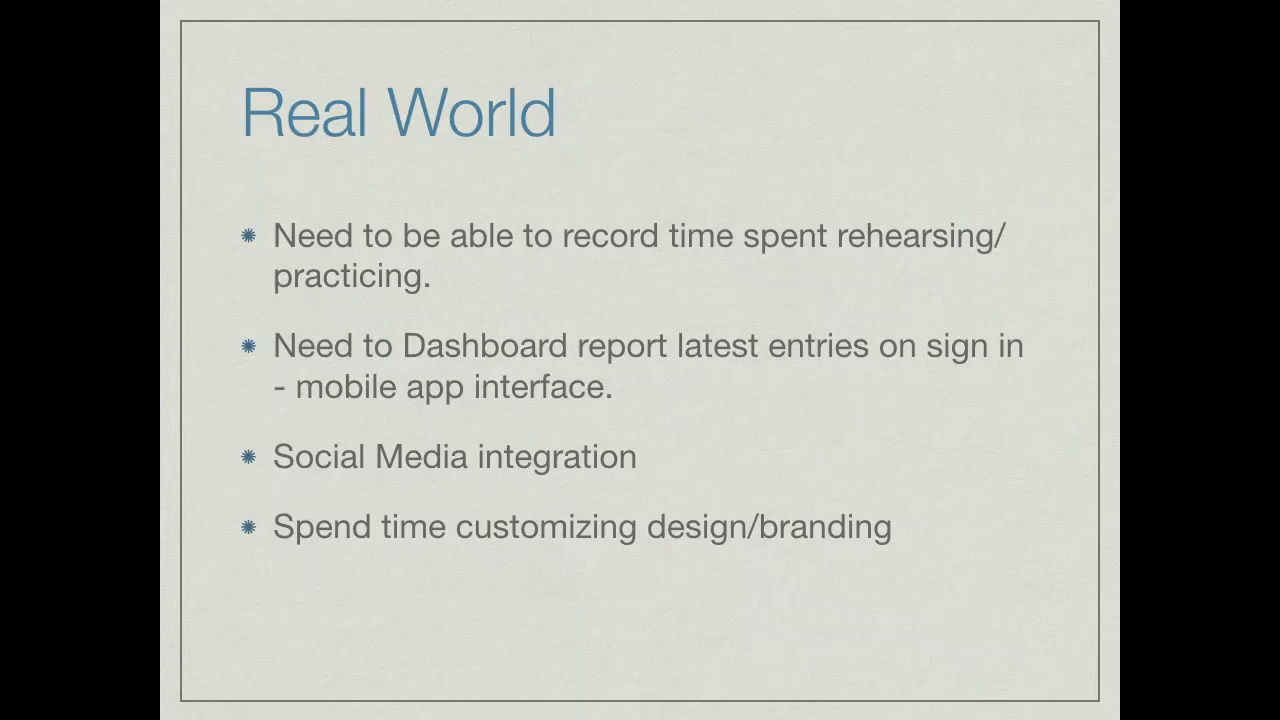 Real World
Need to be able to record time spent rehearsing/
practicing.
Need to Dashboard report latest entries on sign in
- mobile app interface.
Social Media integration
Spend time customizing design/branding